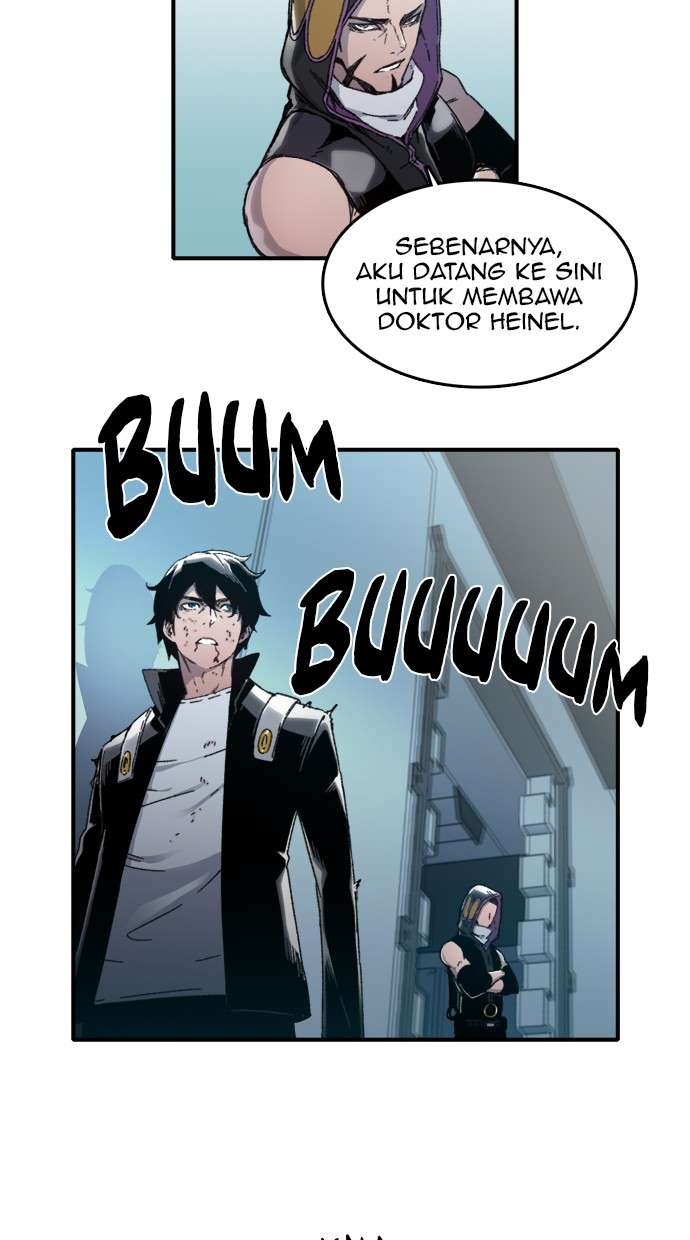 SEBENARNYA,
AKU DATANG KE SINI
UNTUK MEMBAWA
DOKTOR HEINEL.
BUUM
BUUUUUUM